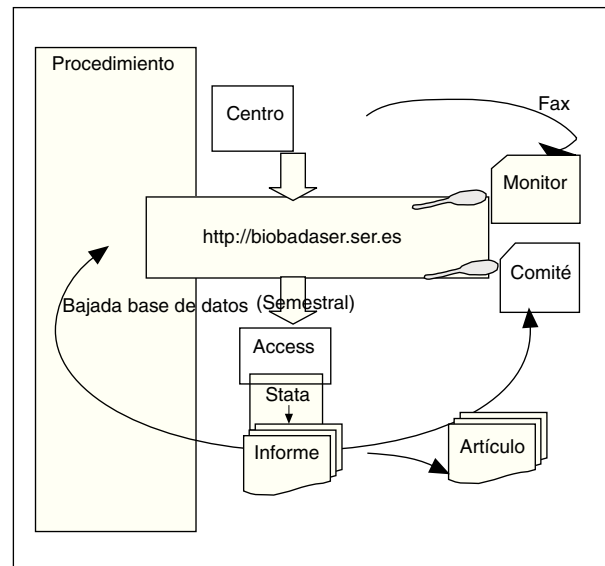 Procedimiento
Centro
Fax
Monitor
http://biobadaser.ser.es
Comité
Bajada base de datos (Semestral)
Access
Stata
Informe
Artículo